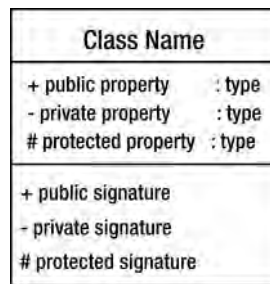 Class Name
+ public property : type
- private property : type
# protected property : type
+ public signature
- private signature
# protected signature